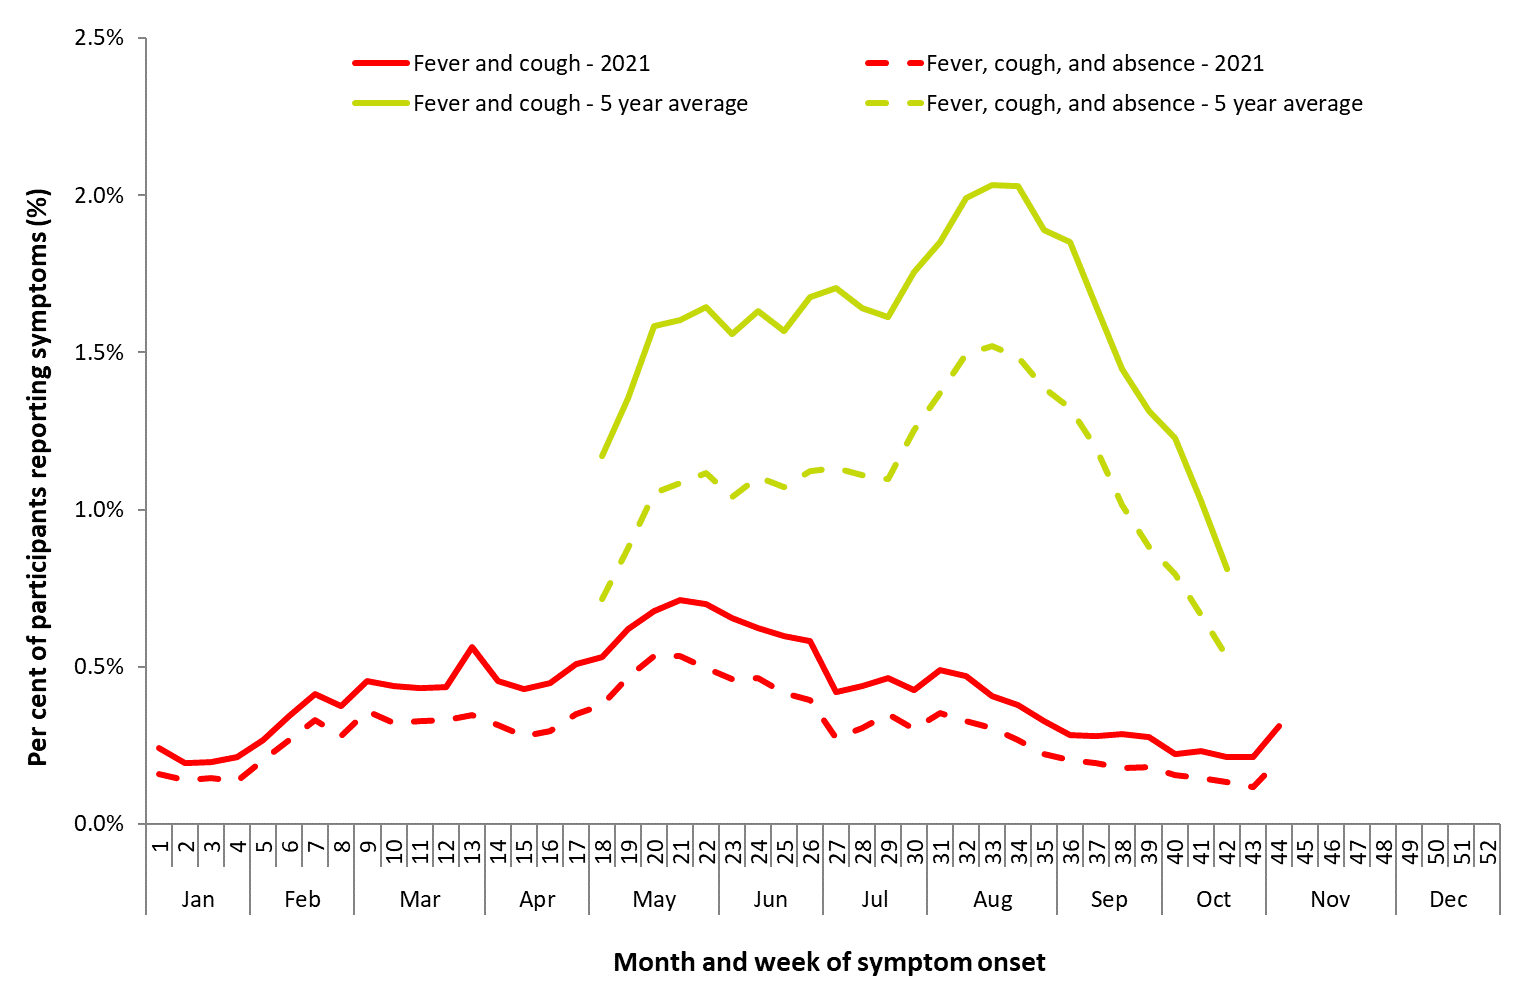 2.5%
Fever and cough - 2021
Fever, cough, and absence - 2021
Fever and cough - 5 year average
Fever, cough, and absence - 5 year average
2.0%
1.5%
1.0%
0.5%
0.0%
Per cent of participants reporting symptoms (%)
1 2 3 4 5 6 7 8 9 10 11 12 13 14 15 16 17 18 19 20 21 22 23 24 25 26 27 28 29 30 31 32 33 34 35 36 37 38 39 40 41 42 43 44 45 46 47 48 49 50 51 52
Jan Feb Mar Apr May Jun Jul Aug Sep Oct Nov Dec
Month and week of symptom onset